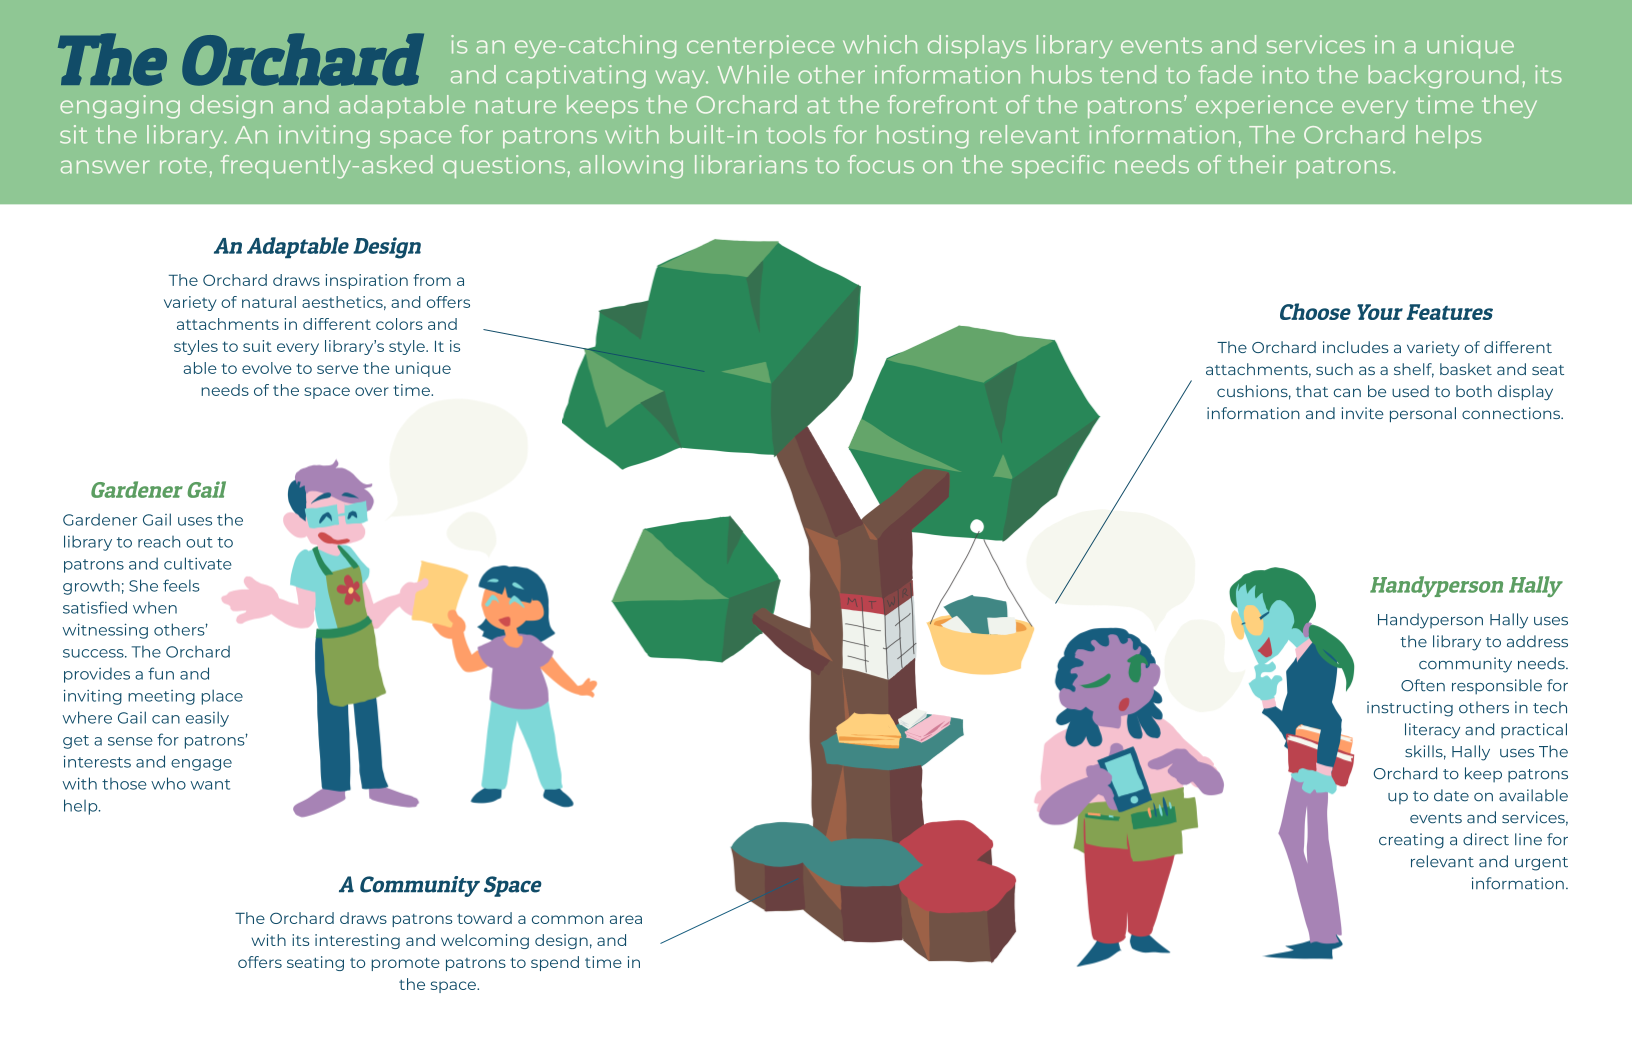 The Orchard is an eye-catching centerpiece which displays library events and services in a unique
and captivating way. While other information hubs tend to fade into the background, its
engaging design and adaptable nature keeps the Orchard at the forefront of the patrons’ experience every time they
sit the library. An inviting space for patrons with built-in tools for hosting relevant information, The Orchard helps
answer rote, frequently-asked questions, allowing librarians to focus on the specific needs of their patrons.
An Adaptable Design
The Orchard draws inspiration from a
variety of natural aesthetics, and offers
attachments in different colors and
styles to suit every library’s style. It is
able to evolve to serve the unique
needs of the space over time.
Choose Your Features
The Orchard includes a variety of different
attachments, such as a shelf, basket and seat
cushions, that can be used to both display
information and invite personal connections.
Gardener Gail
Gardener Gail uses the
library to reach out to
patrons and cultivate
growth; She feels
satisfied when
witnessing others’
success. The Orchard
provides a fun and
inviting meeting place
where Gail can easily
get a sense for patrons’
interests and engage
with those who want
help.
M T W R
Handyperson Hally
Handyperson Hally uses
the library to address
community needs.
Often responsible for
instructing others in tech
literacy and practical
skills, Hally  uses The
Orchard to keep patrons
up to date on available
events and services,
creating a direct line for
relevant and urgent
information.
A Community Space
The Orchard draws patrons toward a common area
with its interesting and welcoming design, and
offers seating to promote patrons to spend time in
the space.